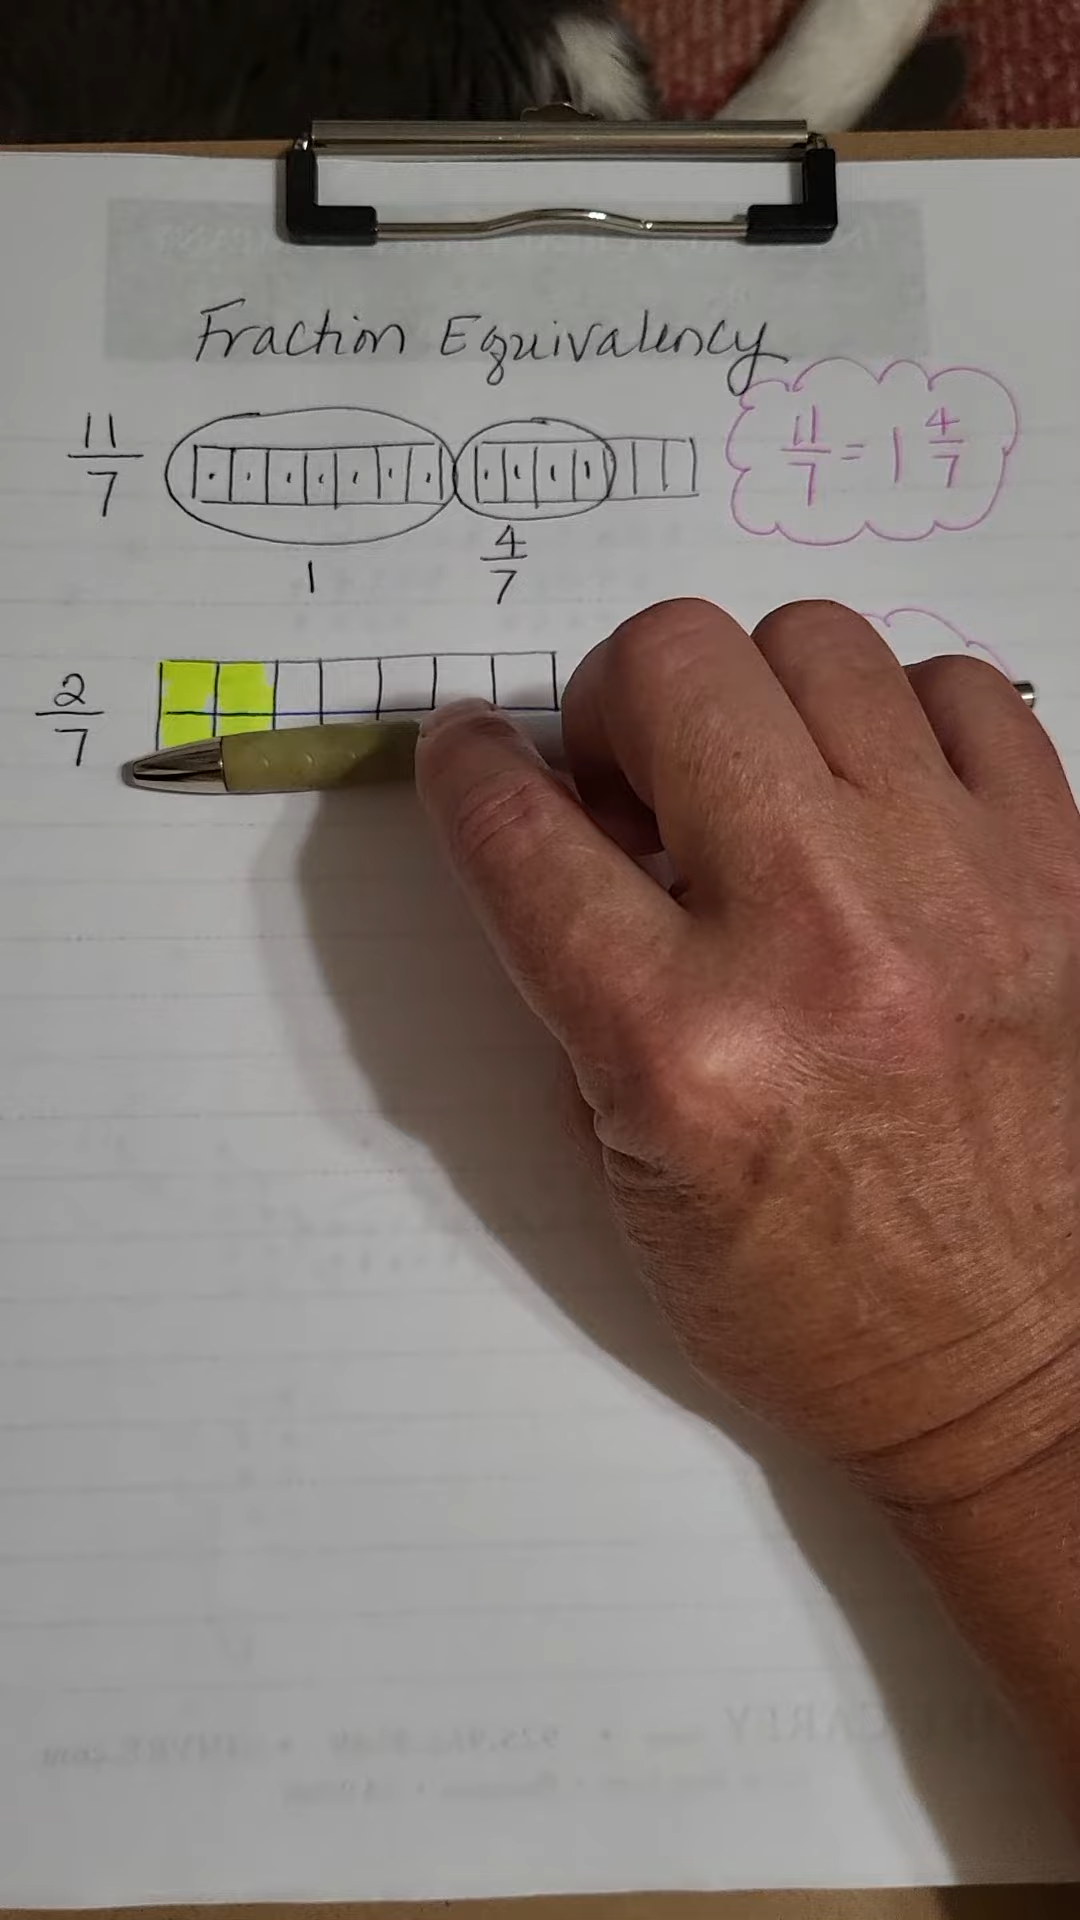 Fraction Equivalency
11/7
11/7 = 1 4/7
1
4/7
2/7